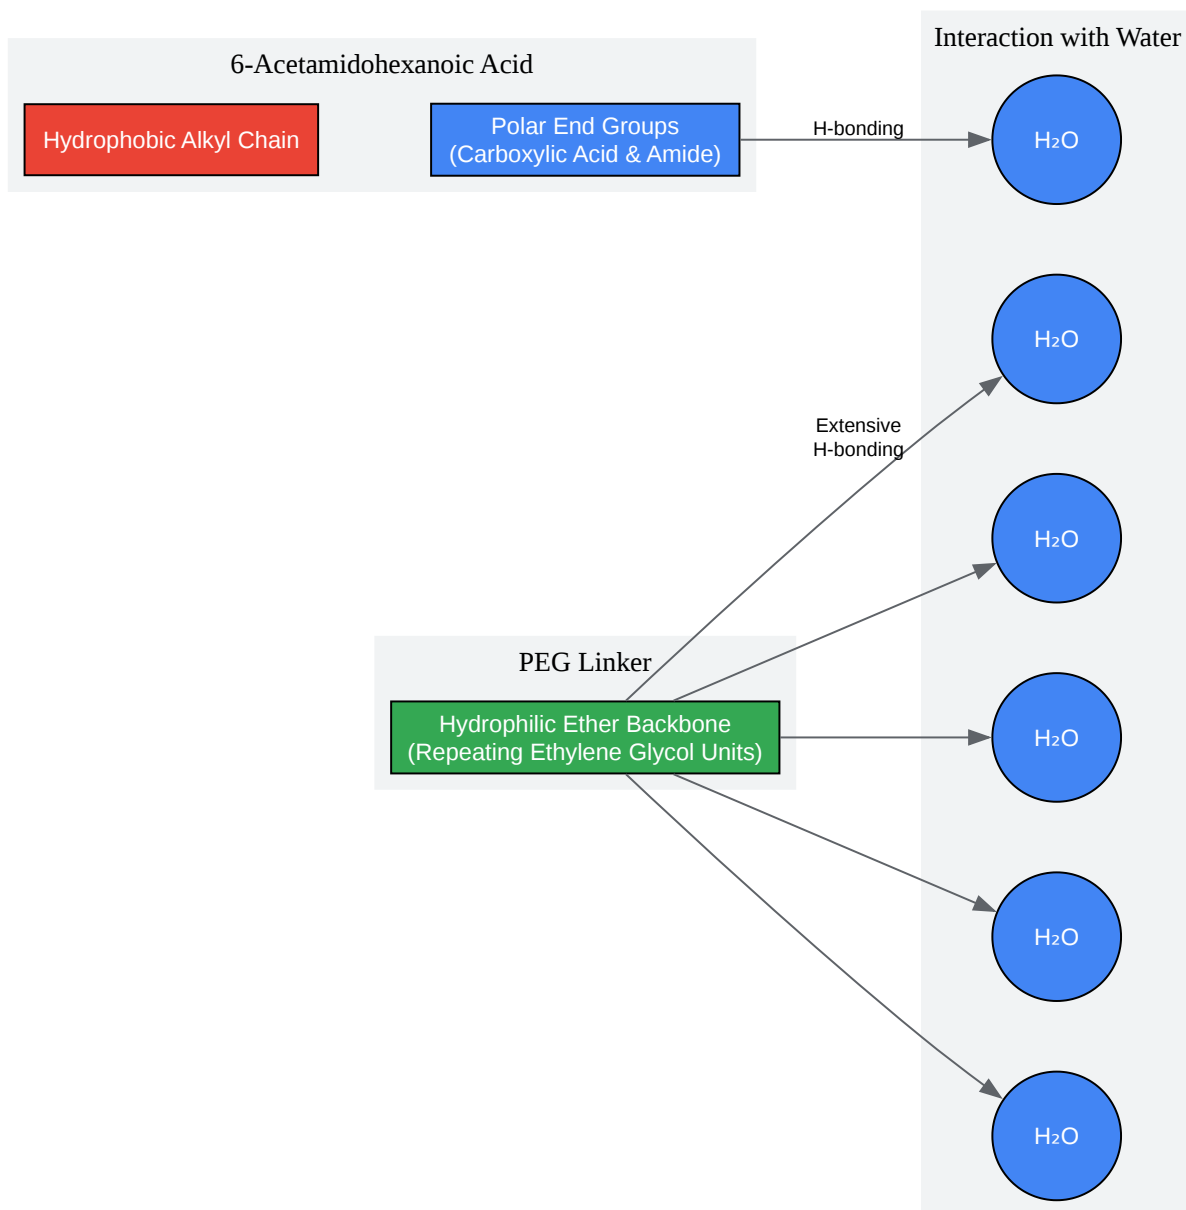 Interaction with Water
6-Acetamidohexanoic Acid
Hydrophobic Alkyl Chain
Polar End Groups
(Carboxylic Acid & Amide)
H-bonding
H₂O
H₂O
Extensive
H-bonding
H₂O
PEG Linker
Hydrophilic Ether Backbone
(Repeating Ethylene Glycol Units)
H₂O
H₂O
H₂O